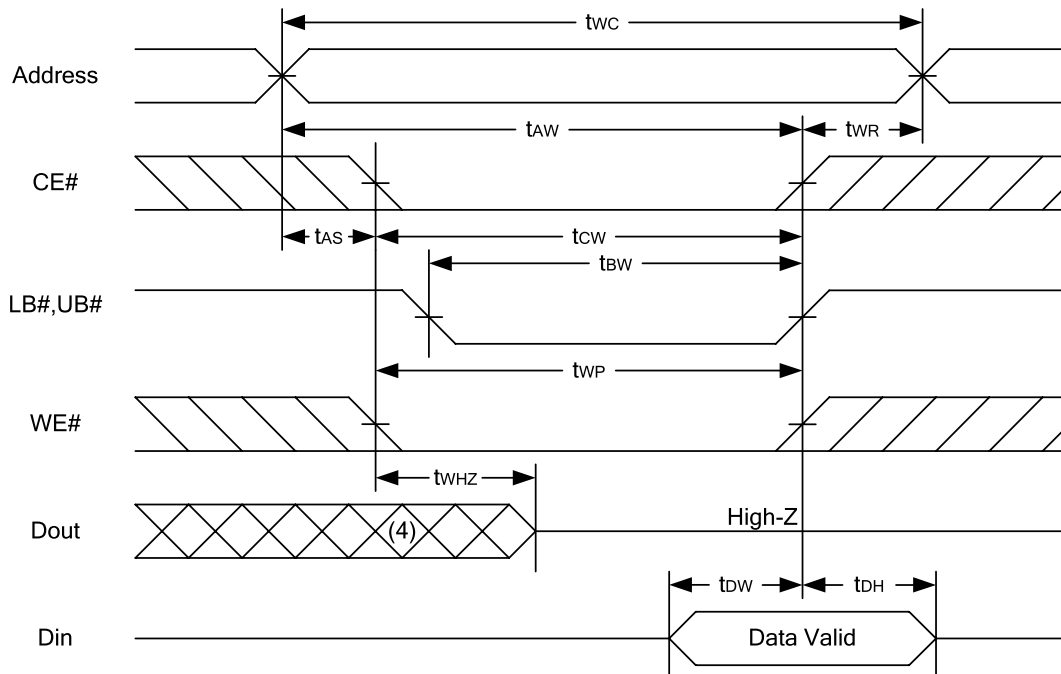 tWC
Address
tAW
tWR
CE#
tAS
tCW
tBW
LB#,UB#
tWP
WE#
tWHZ
Dout
(4)
High-Z
tDW
tDH
Din
Data Valid